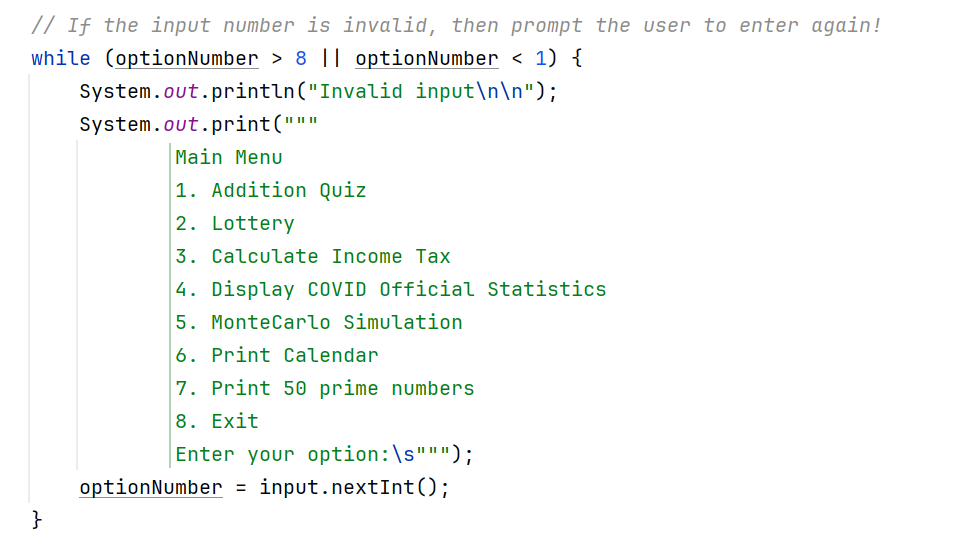 // If the input number is invalid, then prompt the user to enter again!
while (optionNumber > 8 || optionNumber < 1) {
    System.out.println("Invalid input\n\n");
    System.out.print("""
            Main Menu
            1. Addition Quiz
            2. Lottery
            3. Calculate Income Tax
            4. Display COVID Official Statistics
            5. MonteCarlo Simulation
            6. Print Calendar
            7. Print 50 prime numbers
            8. Exit
            Enter your option:\s""");
    optionNumber = input.nextInt();
}